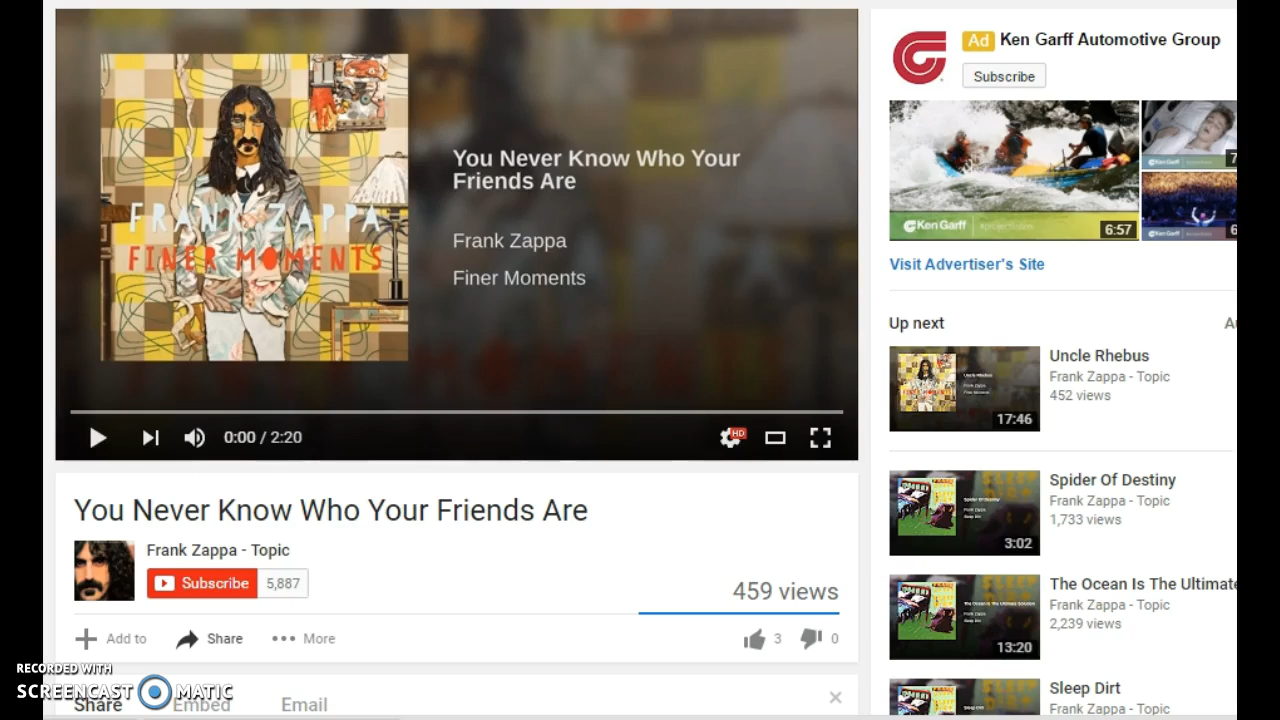 FRANK ZAPPA
FINER MOMENTS
You Never Know Who Your
Friends Are
Frank Zappa
Finer Moments
0:00 / 2:20
HD
You Never Know Who Your Friends Are
Frank Zappa - Topic
Subscribe 5,887
459 views
Add to Share More 3 0
Share Embed Email
RECORDED WITH
SCREENCAST MATIC
Ad Ken Garff Automotive Group
Subscribe
Ken Garff
6:57
Visit Advertiser's Site
Up next
Uncle Rhebus
Frank Zappa - Topic
452 views
17:46
Spider Of Destiny
Frank Zappa - Topic
1,733 views
3:02
The Ocean Is The Ultimate
Frank Zappa - Topic
2,239 views
13:20
Sleep Dirt
Frank Zappa - Topic